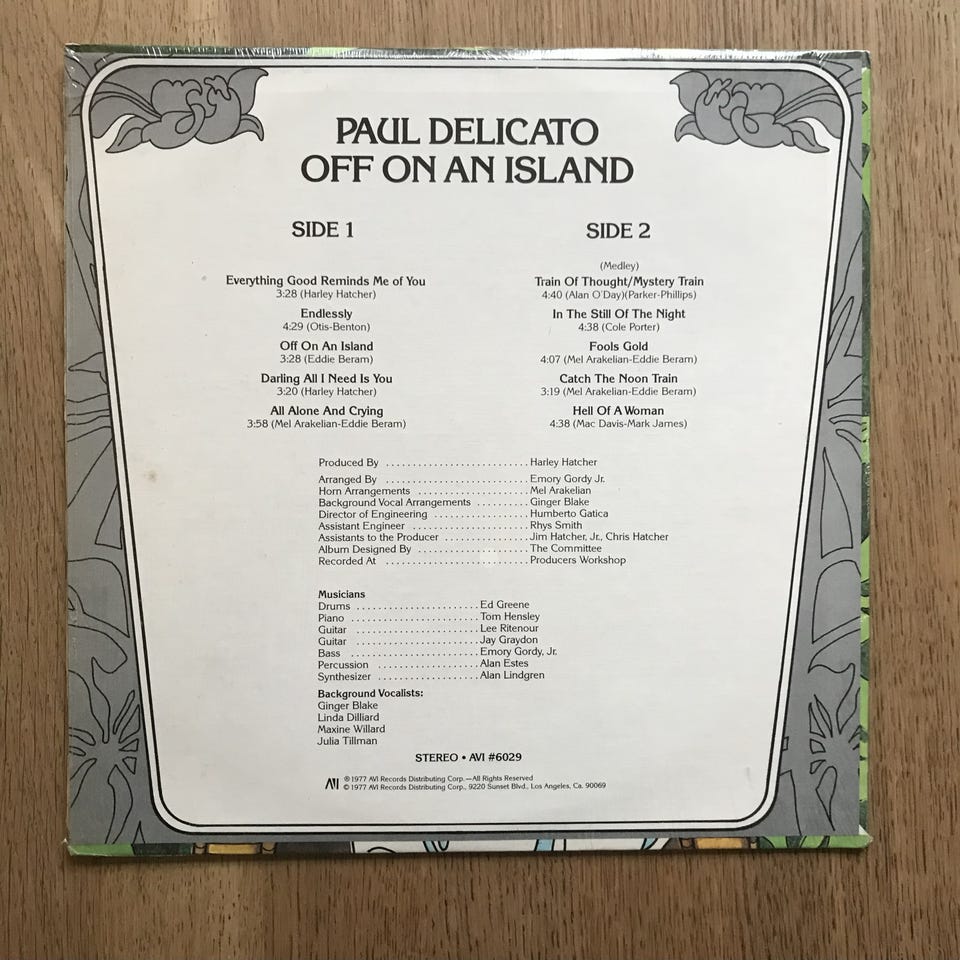 PAUL DELICATO
OFF ON AN ISLAND
SIDE 1
Everything Good Reminds Me of You
3:28 (Harley Hatcher)
Endlessly
4:29 (Otis-Benton)
Off On An Island
3:28 (Eddie Beram)
Darling All I Need Is You
3:20 (Harley Hatcher)
All Alone And Crying
3:58 (Mel Arakelian-Eddie Beram)
SIDE 2
(Medley)
Train Of Thought/Mystery Train
4:40 (Alan O'Day)(Parker-Phillips)
In The Still Of The Night
4:38 (Cole Porter)
Fools Gold
4:07 (Mel Arakelian-Eddie Beram)
Catch The Noon Train
3:19 (Mel Arakelian-Eddie Beram)
Hell Of A Woman
4:38 (Mac Davis-Mark James)
Produced By ........................... Harley Hatcher
Arranged By ........................... Emory Gordy Jr.
Horn Arrangements ..................... Mel Arakelian
Background Vocal Arrangements ......... Ginger Blake
Director of Engineering ................. Humberto Gatica
Assistant Engineer ...................... Rhys Smith
Assistants to the Producer ............... Jim Hatcher, Jr., Chris Hatcher
Album Designed By ..................... The Committee
Recorded At ........................... Producers Workshop
Musicians
Drums ....................... Ed Greene
Piano ........................ Tom Hensley
Guitar ....................... Lee Ritenour
Guitar ....................... Jay Graydon
Bass ........................ Emory Gordy, Jr.
Percussion ................... Alan Estes
Synthesizer ................... Alan Lindgren
Background Vocalists:
Ginger Blake
Linda Dilliard
Maxine Willard
Julia Tillman
STEREO • AVI #6029
AVI
℗ 1977 AVI Records Distributing Corp.—All Rights Reserved
© 1977 AVI Records Distributing Corp., 9220 Sunset Blvd., Los Angeles, Ca. 90069